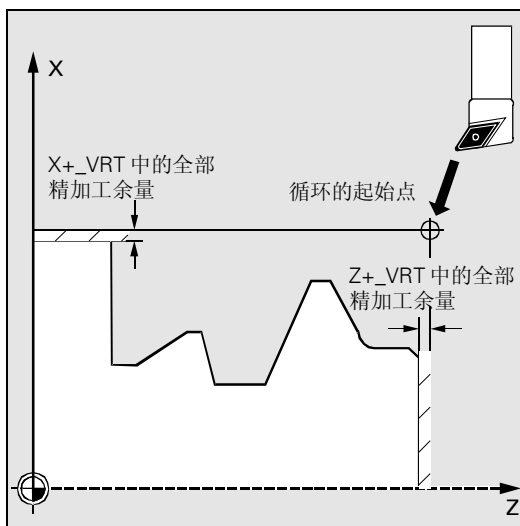 X
X+_VRT 中的全部
精加工余量
循环的起始点
Z+_VRT 中的全部
精加工余量
Z